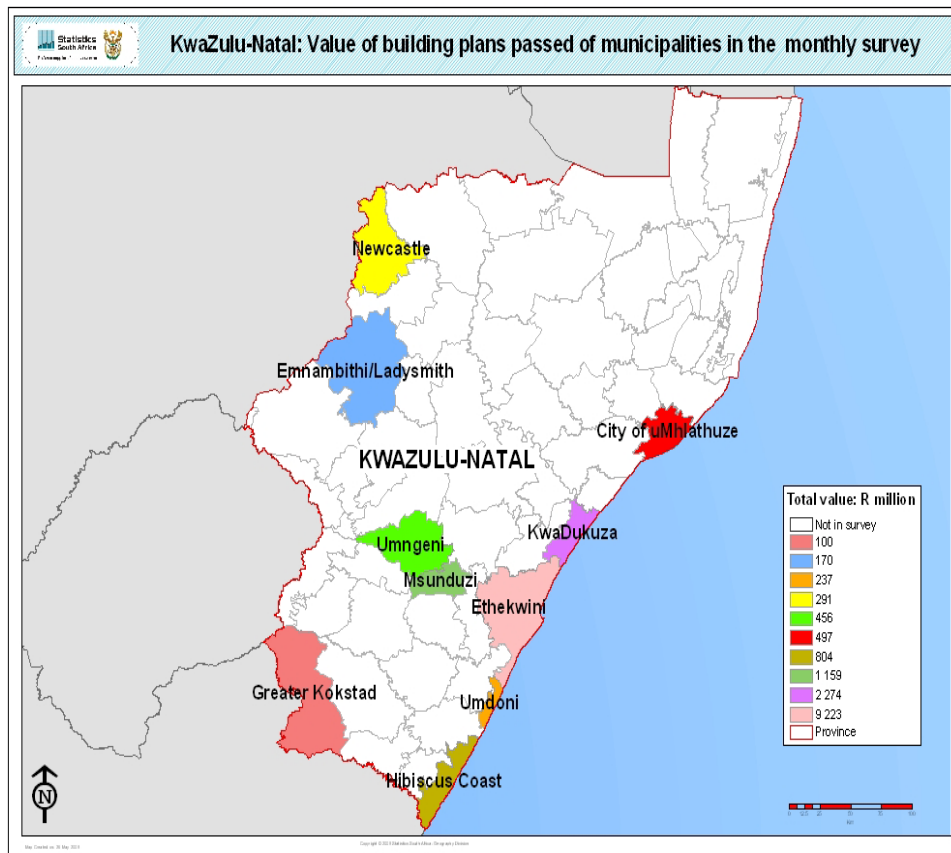 Statistics
South Africa
KwaZulu-Natal: Value of building plans passed of municipalities in the monthly survey
Newcastle
Emnambithi/Ladysmith
City of uMhlathuze
KWAZULU-NATAL
KwaDukuza
Umngeni
Msunduzi
Ethekwini
Greater Kokstad
Umdoni
Hibiscus Coast
Total value: R million
Not in survey
100
170
237
291
456
497
804
1 159
2 274
9 223
Province
N